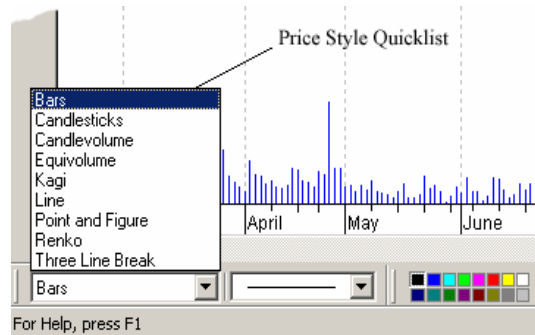 Price Style Quicklist
Bars
Candlesticks
Candlevolume
Equivolume
Kagi
Line
Point and Figure
Renko
Three Line Break
April May June
Bars
For Help, press F1